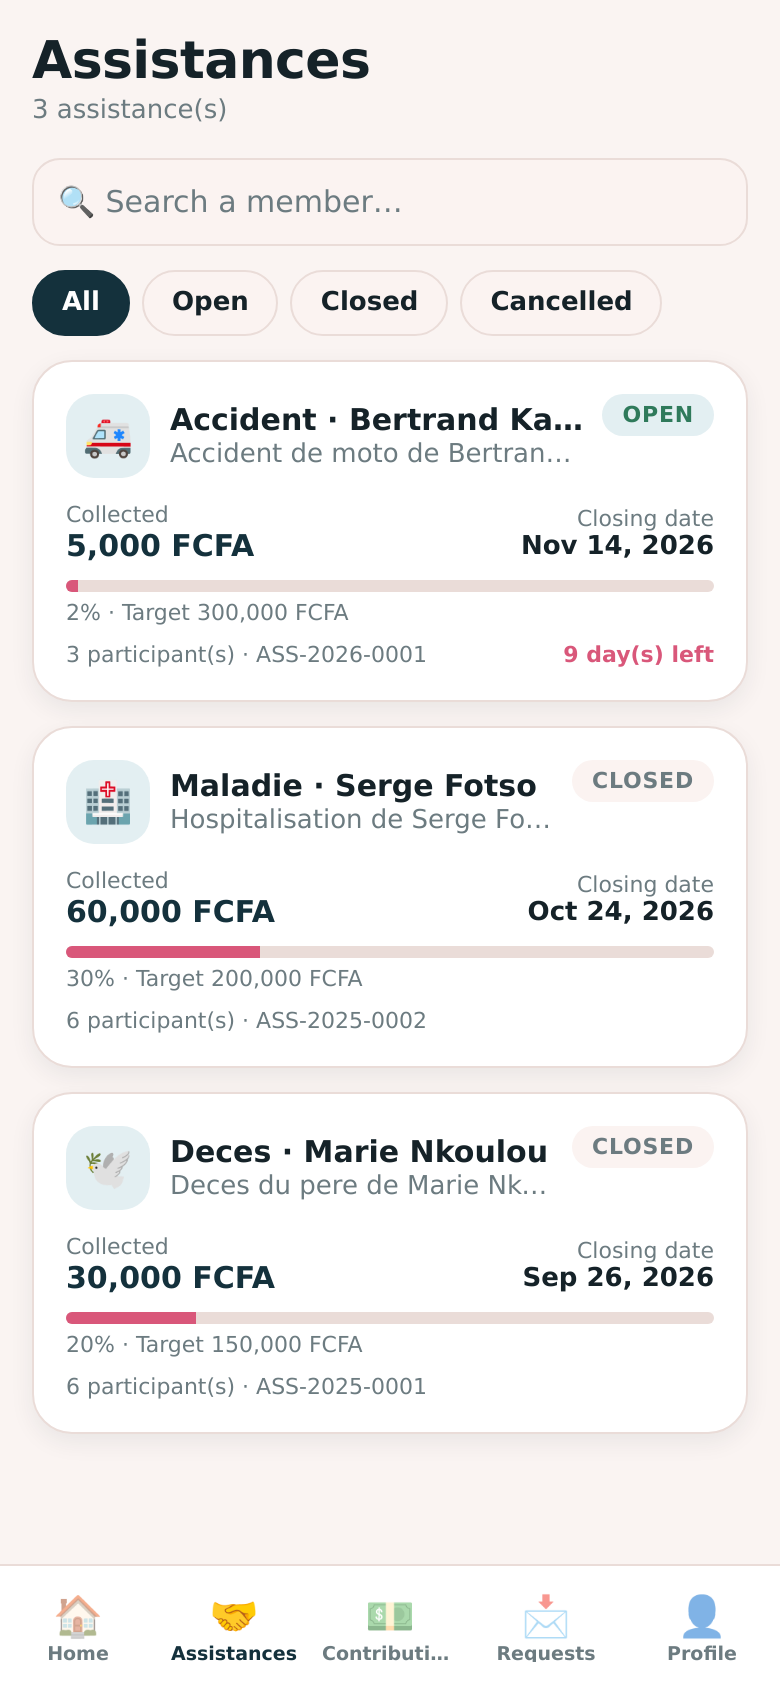 Assistances
3 assistance(s)
🔍 Search a member...
All Open Closed Cancelled
Accident · Bertrand Ka... OPEN
Accident de moto de Bertran...
Collected Closing date
5,000 FCFA Nov 14, 2026
2% · Target 300,000 FCFA
3 participant(s) · ASS-2026-0001 9 day(s) left
Maladie · Serge Fotso CLOSED
Hospitalisation de Serge Fo...
Collected Closing date
60,000 FCFA Oct 24, 2026
30% · Target 200,000 FCFA
6 participant(s) · ASS-2025-0002
Deces · Marie Nkoulou CLOSED
Deces du pere de Marie Nk...
Collected Closing date
30,000 FCFA Sep 26, 2026
20% · Target 150,000 FCFA
6 participant(s) · ASS-2025-0001
Home Assistances Contributi... Requests Profile